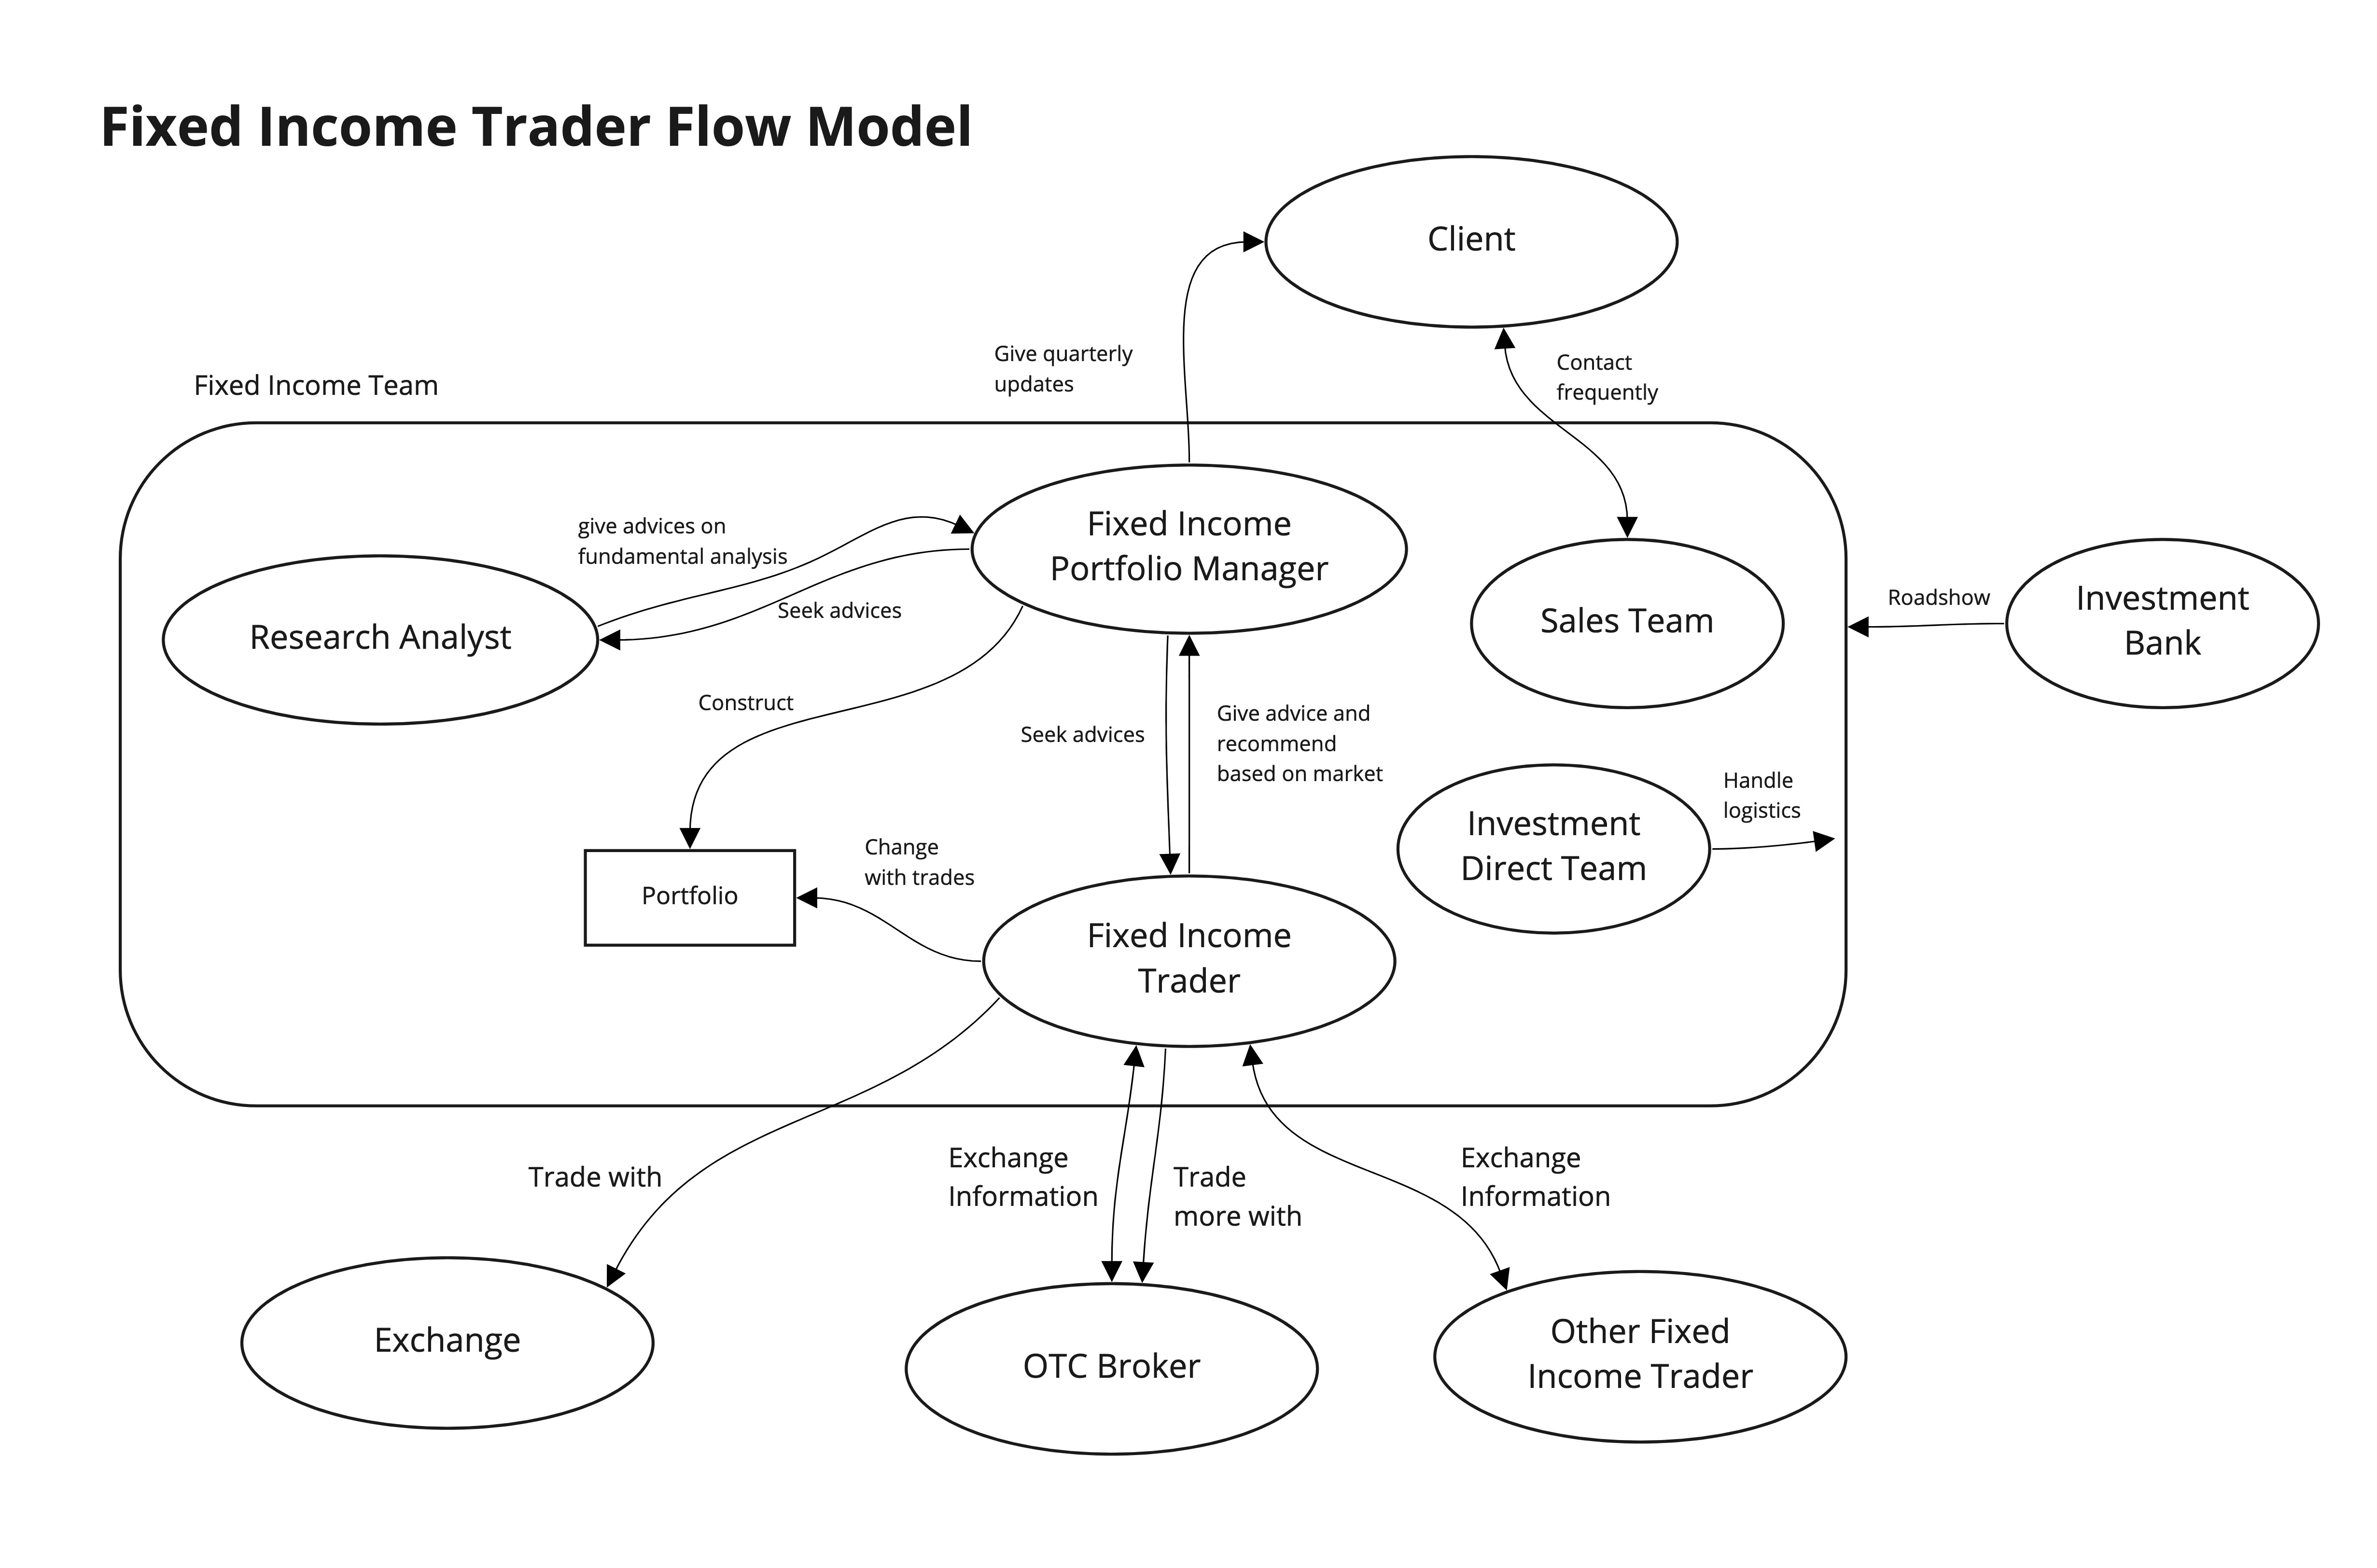 Fixed Income Trader Flow Model
Client
Give quarterly
updates
Contact
frequently
Fixed Income Team
Fixed Income
Portfolio Manager
give advices on
fundamental analysis
Seek advices
Research Analyst
Sales Team
Roadshow
Investment
Bank
Construct
Seek advices
Give advice and
recommend
based on market
Handle
logistics
Investment
Direct Team
Change
with trades
Portfolio
Fixed Income
Trader
Trade with
Exchange
Information
Trade
more with
Exchange
Information
Exchange
OTC Broker
Other Fixed
Income Trader